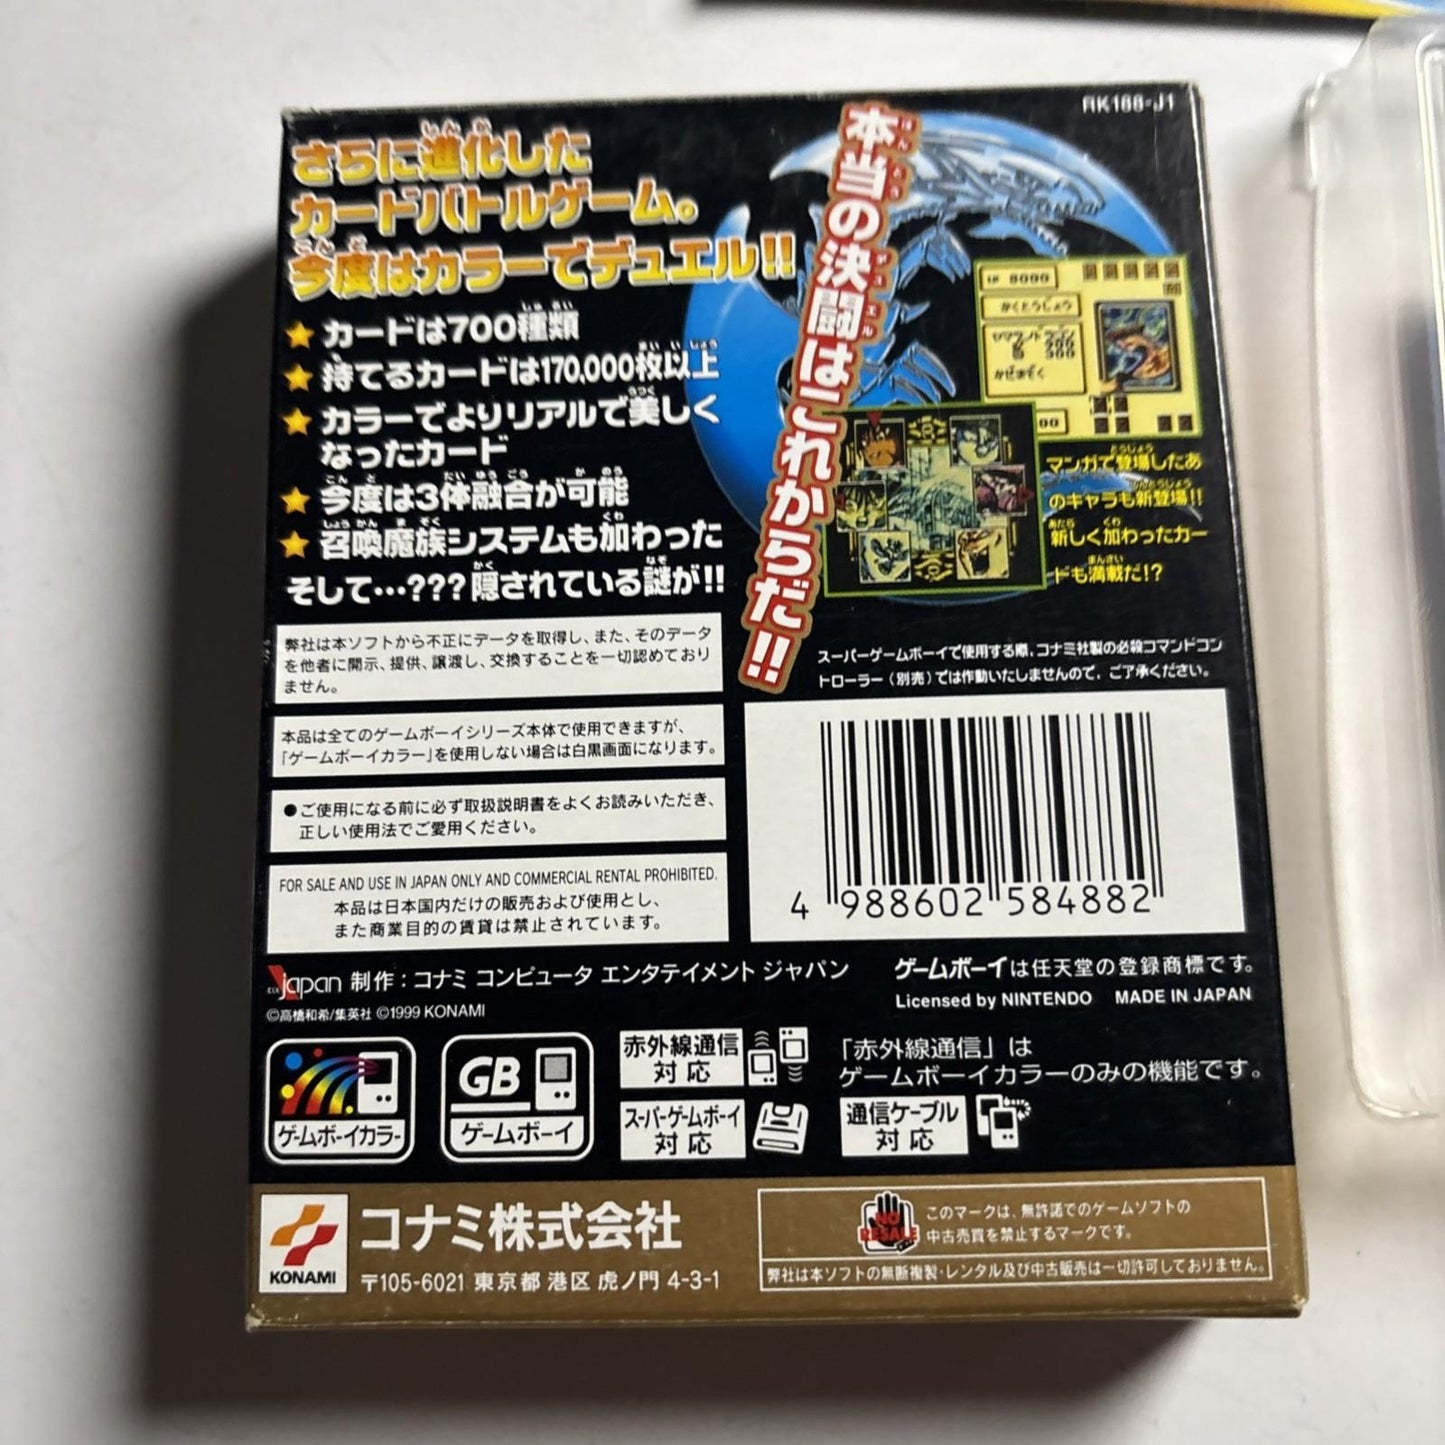 RK188-J1
さらに進化した
カードバトルゲーム。
今度はカラーでデュエル!!
★カードは700種類
★持てるカードは170,000枚以上
★カラーでよりリアルで美しく
なったカード
★今度は3体融合が可能
★召喚魔族システムも加わった
そして…???隠されている謎が!!
本当の決闘はこれからだ!!
LP 8000
かくとうじょう
かぜまぞく
マンガで登場したあ
のキャラも新登場!!
新しく加わったカー
ドも満載だ!?
弊社は本ソフトから不正にデータを取得し、また、そのデータ
を他者に開示、提供、譲渡し、交換することを一切認めており
ません。
本品は全てのゲームボーイシリーズ本体で使用できますが、
「ゲームボーイカラー」を使用しない場合は白黒画面になります。
●ご使用になる前に必ず取扱説明書をよくお読みいただき、
正しい使用法でご愛用ください。
FOR SALE AND USE IN JAPAN ONLY AND COMMERCIAL RENTAL PROHIBITED.
本品は日本国内だけの販売および使用とし、
また商業目的の賃貸は禁止されています。
スーパーゲームボーイで使用する際、コナミ社製の必殺コマンドコン
トローラー(別売)では作動いたしませんので、ご了承ください。
4 988602 584882
japan 制作:コナミ コンピュータ エンタテイメント ジャパン
©高橋和希/集英社 ©1999 KONAMI
ゲームボーイは任天堂の登録商標です。
Licensed by NINTENDO MADE IN JAPAN
ゲームボーイカラー
GB
ゲームボーイ
赤外線通信
対応
スーパーゲームボーイ
対応
「赤外線通信」は
ゲームボーイカラーのみの機能です。
通信ケーブル
対応
KONAMI
コナミ株式会社
〒105-6021 東京都 港区 虎ノ門 4-3-1
NO
RESALE
このマークは、無許諾でのゲームソフトの
中古売買を禁止するマークです。
弊社は本ソフトの無断複製・レンタル及び中古販売は一切許可しておりません。